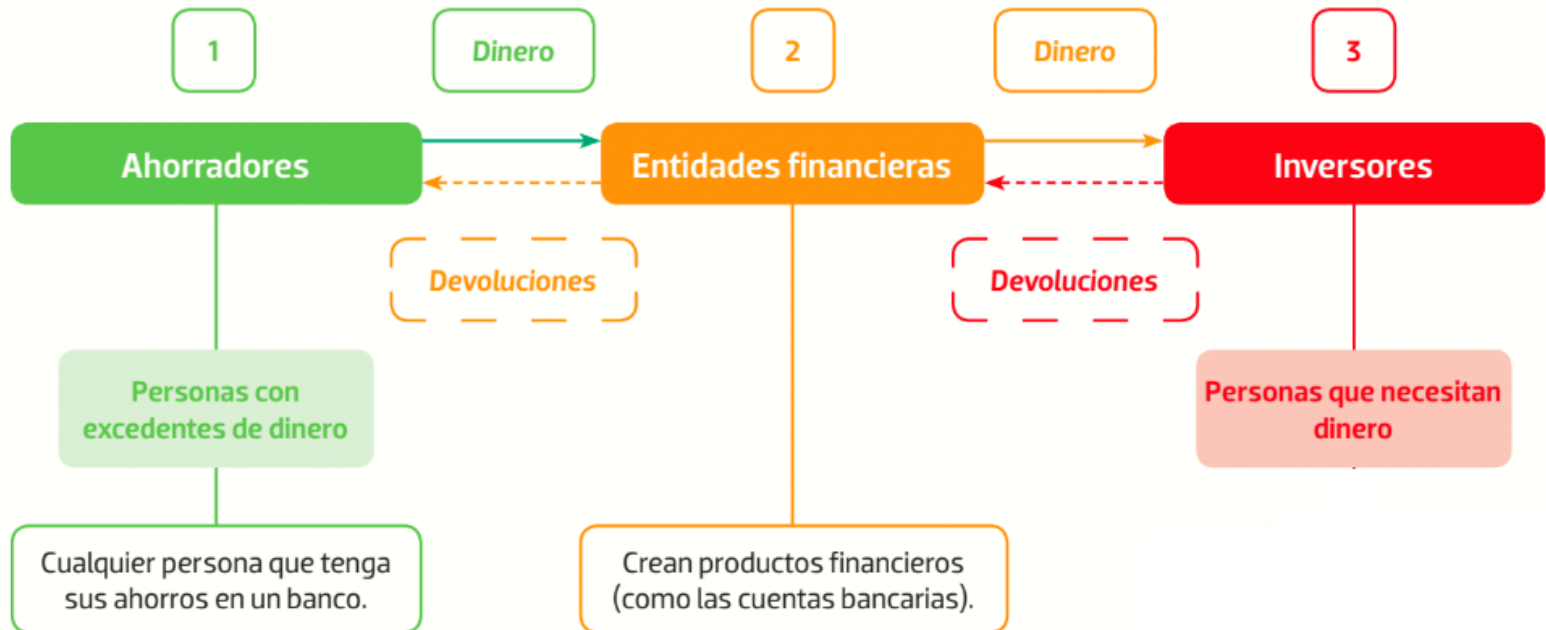 1
Dinero
2
Dinero
3
Ahorradores
Entidades financieras
Inversores
Devoluciones
Devoluciones
Personas con
excedentes de dinero
Personas que necesitan
dinero
Cualquier persona que tenga
sus ahorros en un banco.
Crean productos financieros
(como las cuentas bancarias).